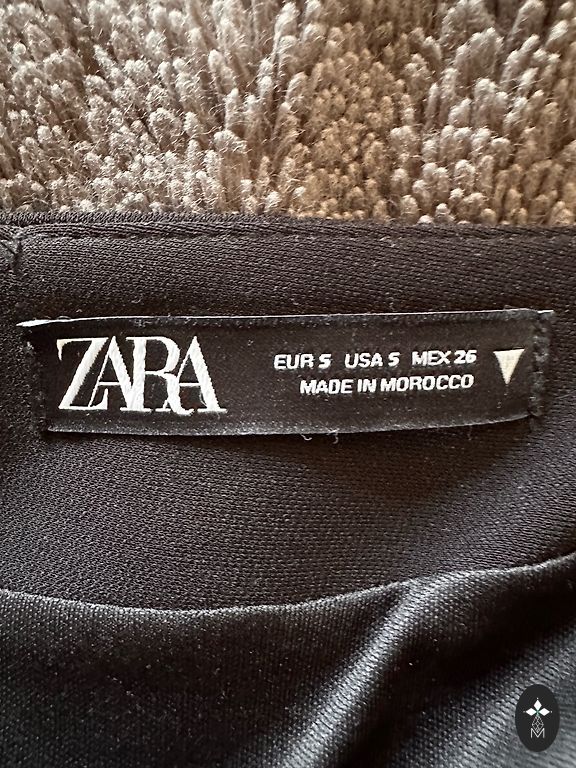 ZARA
EUR S USA S MEX 26
MADE IN MOROCCO
M